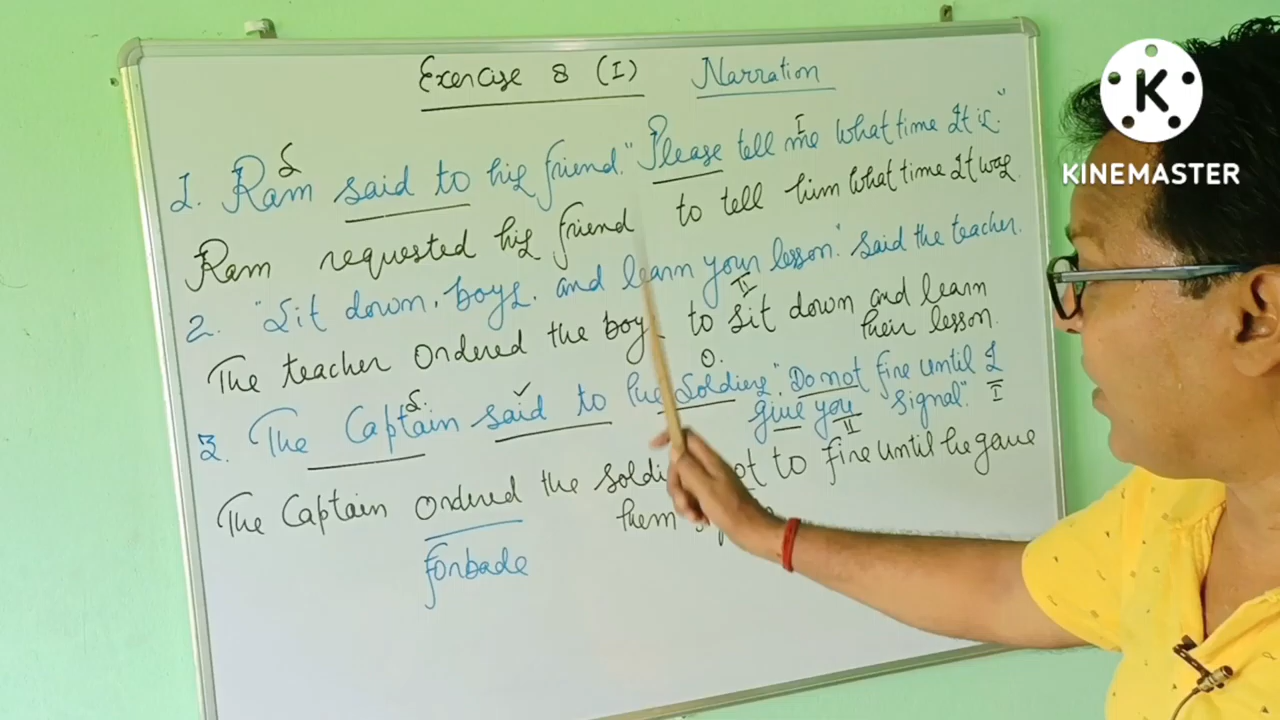 Exercise 8 (I) Narration
S I
1. Ram said to his friend. "Please tell me what time It is."
Ram requested his friend to tell him what time It was
2. "Sit down, boys, and learn your lesson." said the teacher.
II
The teacher Ordered the boys to sit down and learn
their lesson.
S. O.
3. The Captain said to the Soldiers, "Do not fire until I
give you signal."
II I
The Captain Ordered the to fire until he gave
them
forbade
K
KINEMASTER